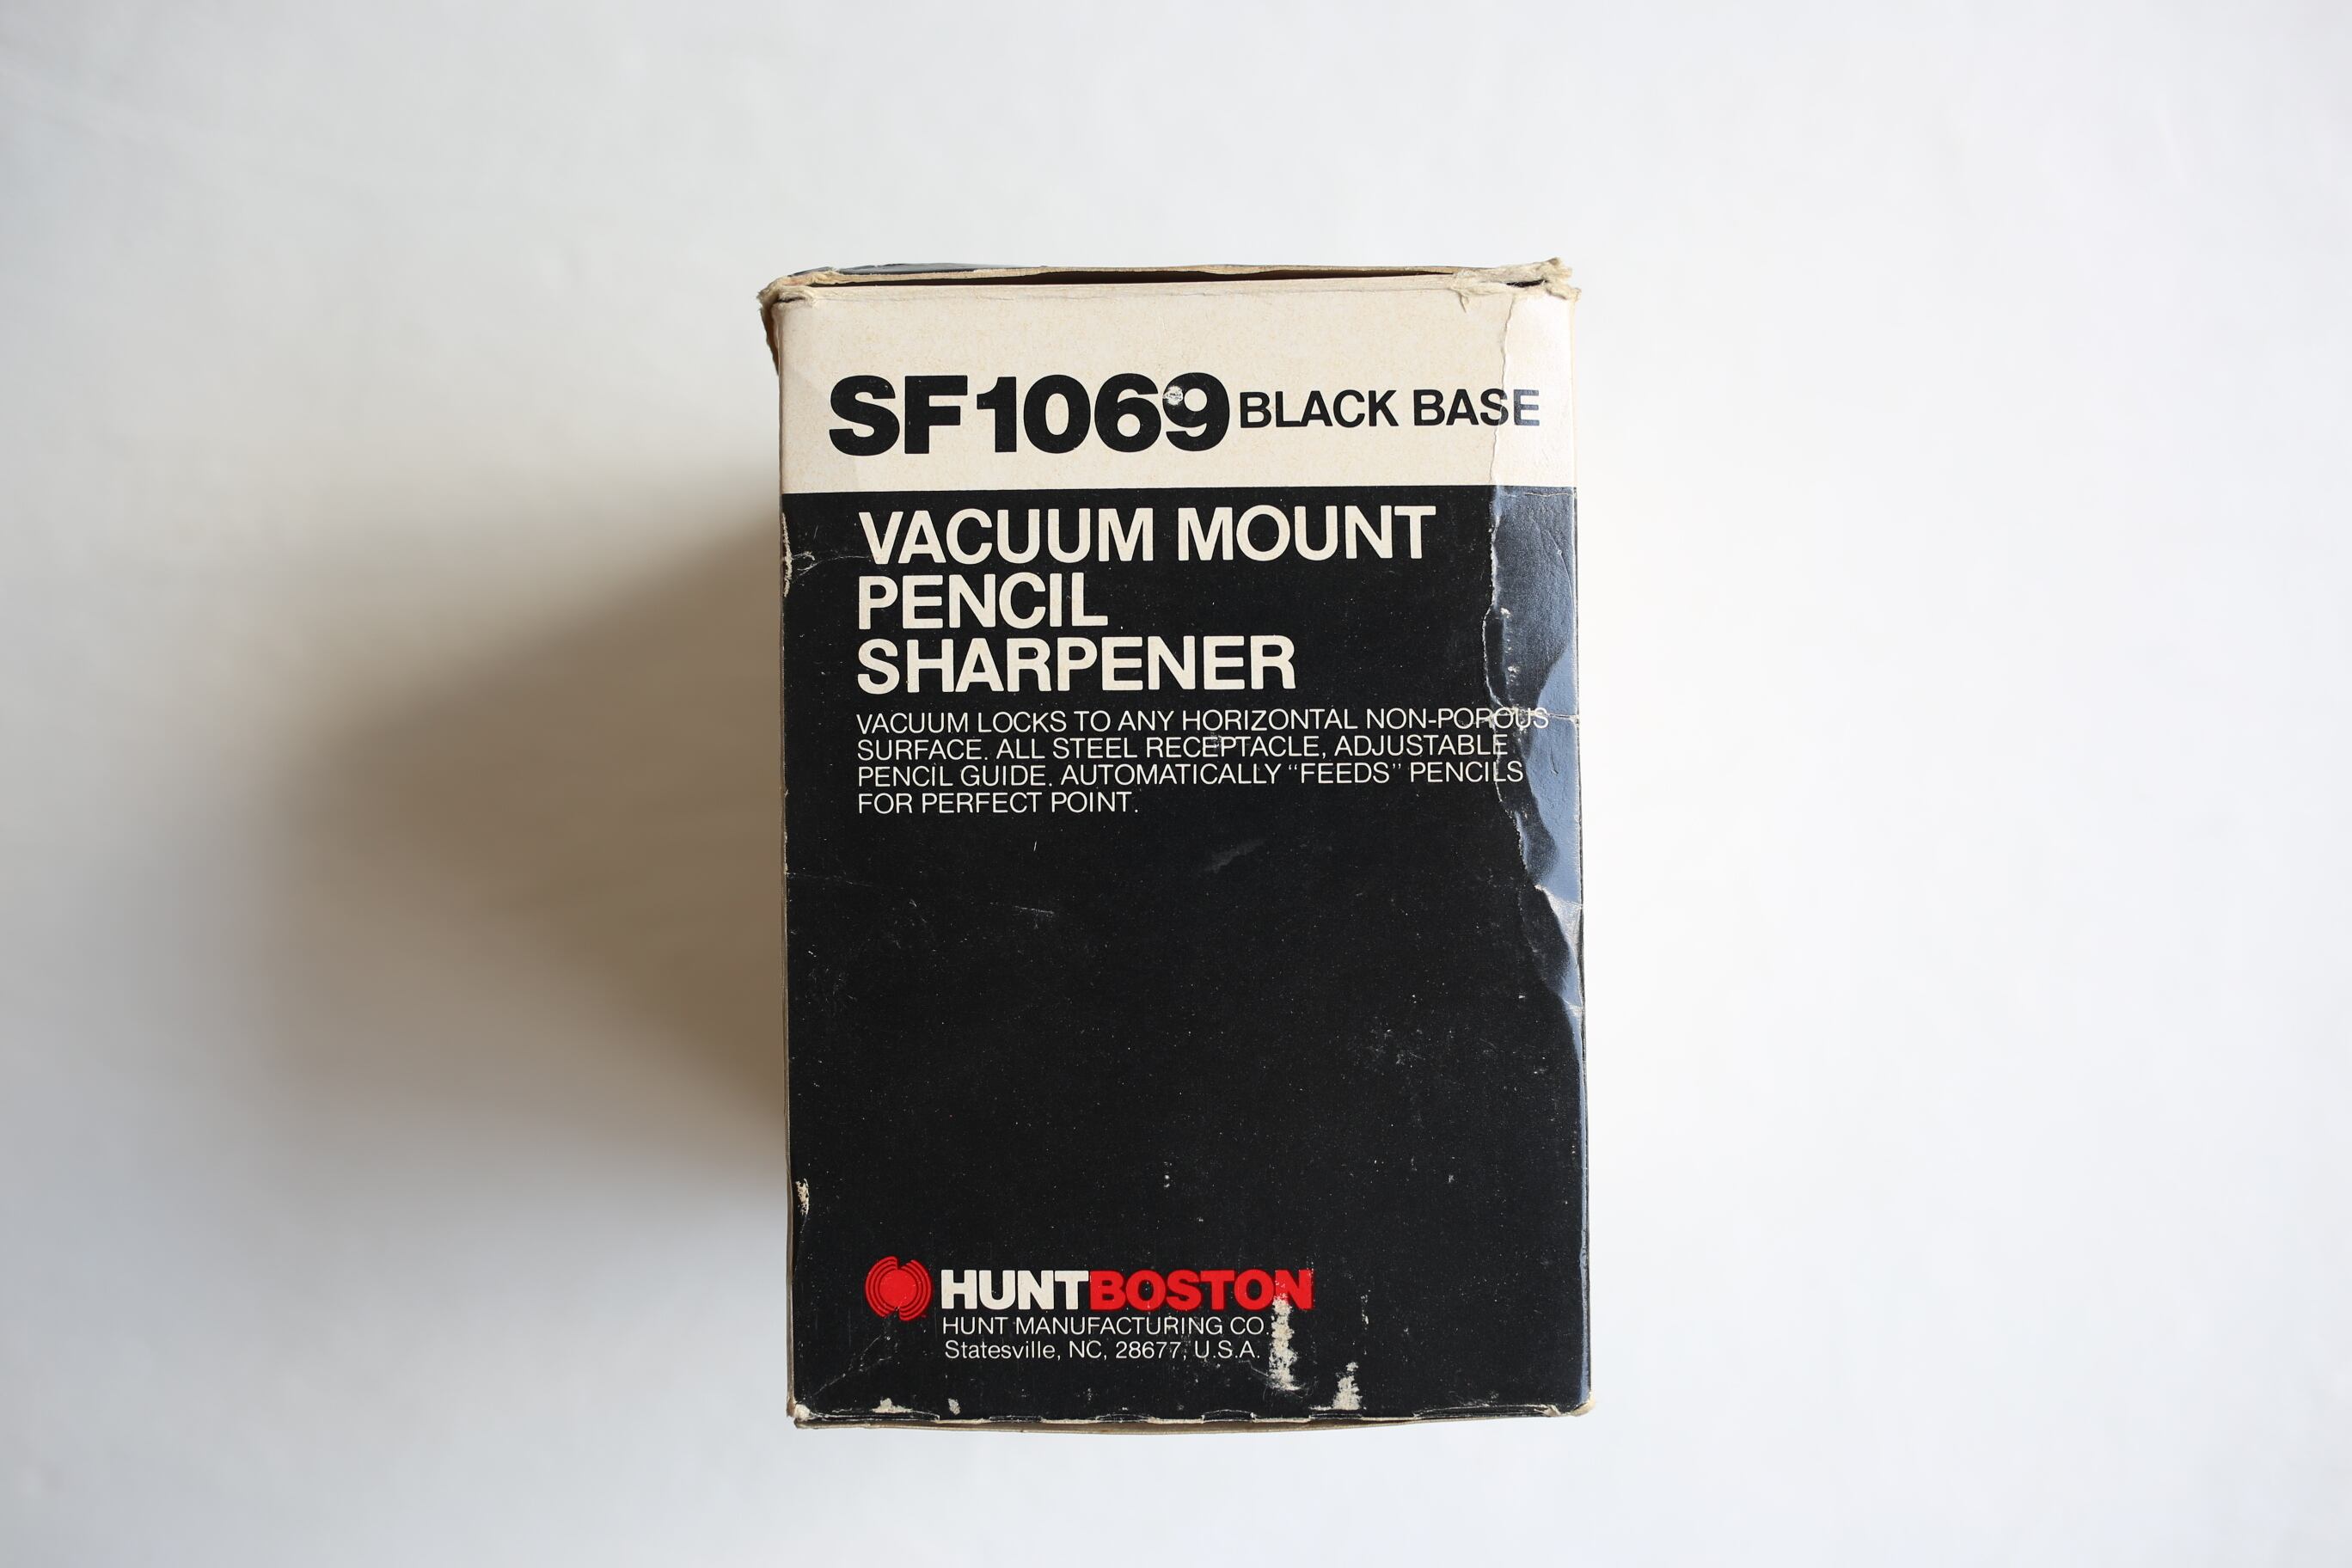 SF1069 BLACK BASE
VACUUM MOUNT
PENCIL
SHARPENER
VACUUM LOCKS TO ANY HORIZONTAL NON-POROUS
SURFACE. ALL STEEL RECEPTACLE, ADJUSTABLE
PENCIL GUIDE. AUTOMATICALLY “FEEDS” PENCILS
FOR PERFECT POINT.
HUNTBOSTON
HUNT MANUFACTURING CO.
Statesville, NC, 28677, U.S.A.